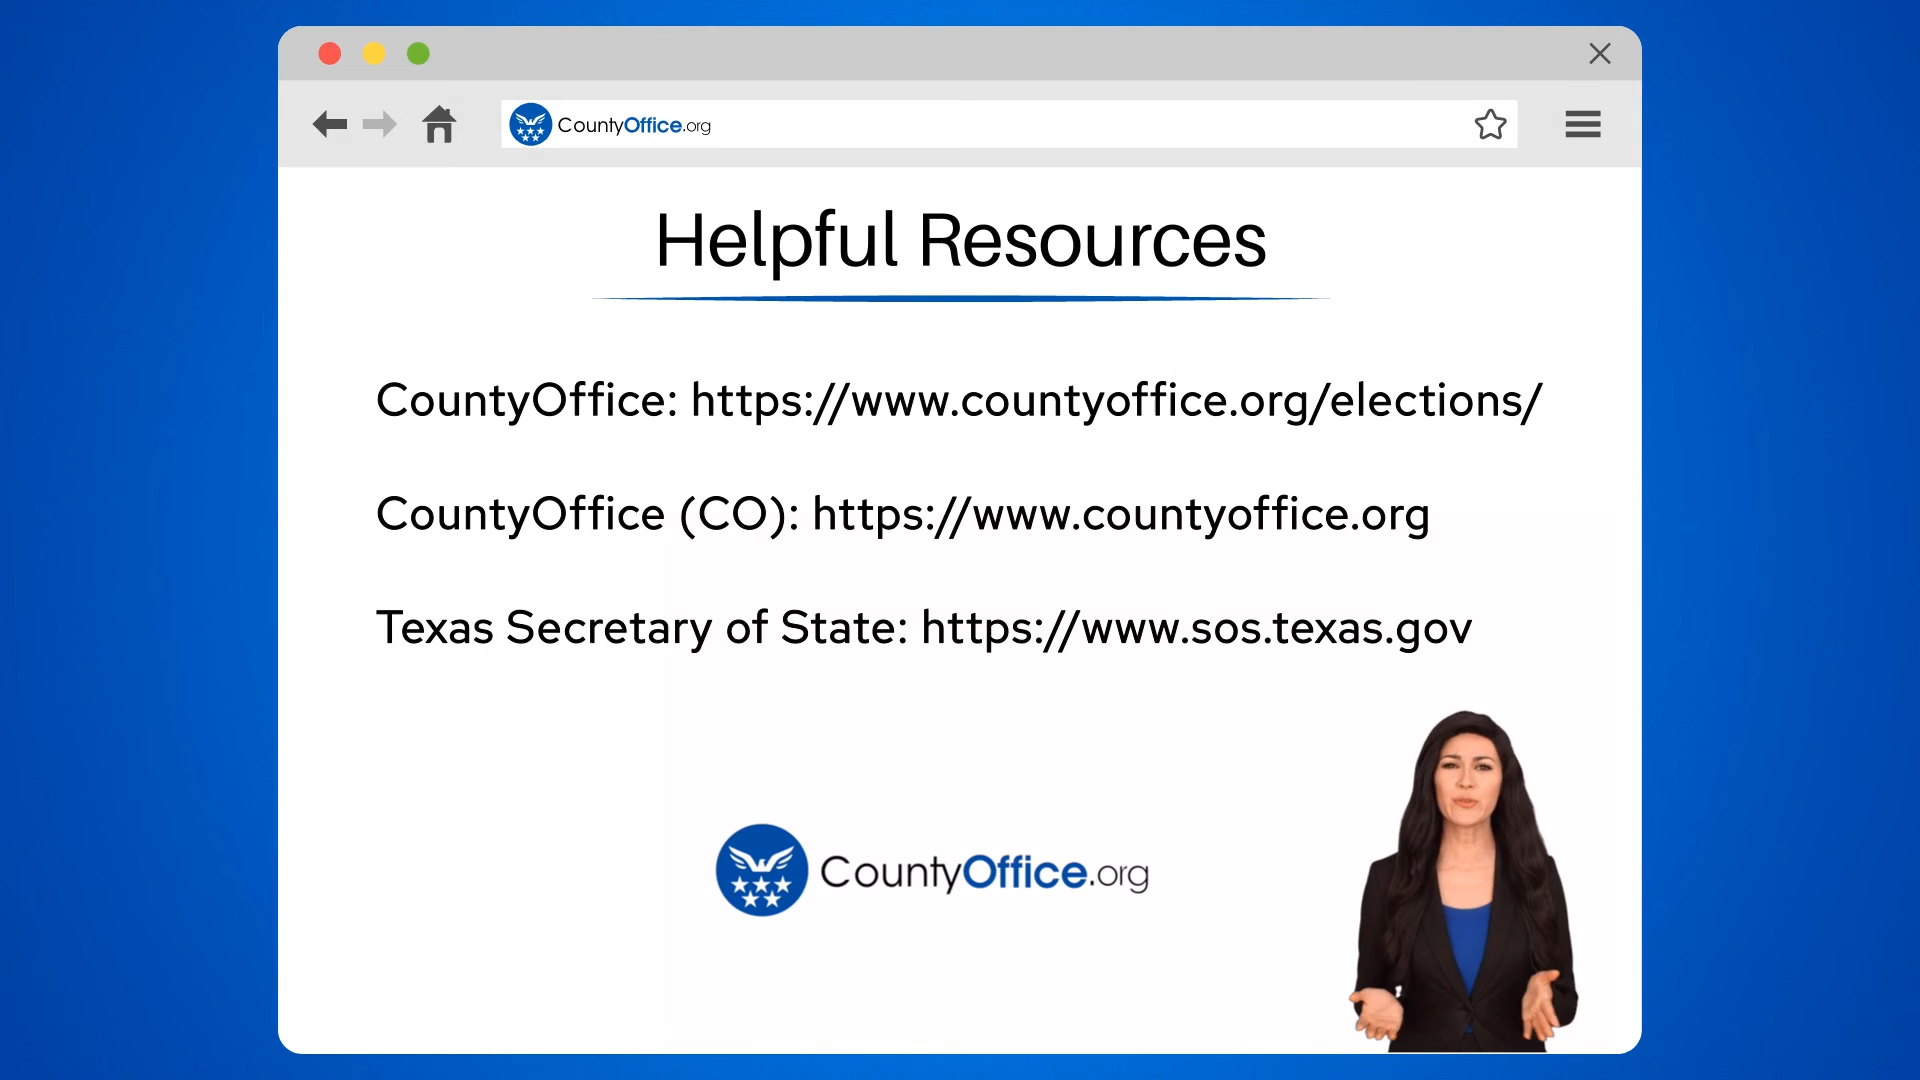 CountyOffice.org
Helpful Resources
CountyOffice: https://www.countyoffice.org/elections/
CountyOffice (CO): https://www.countyoffice.org
Texas Secretary of State: https://www.sos.texas.gov
CountyOffice.org